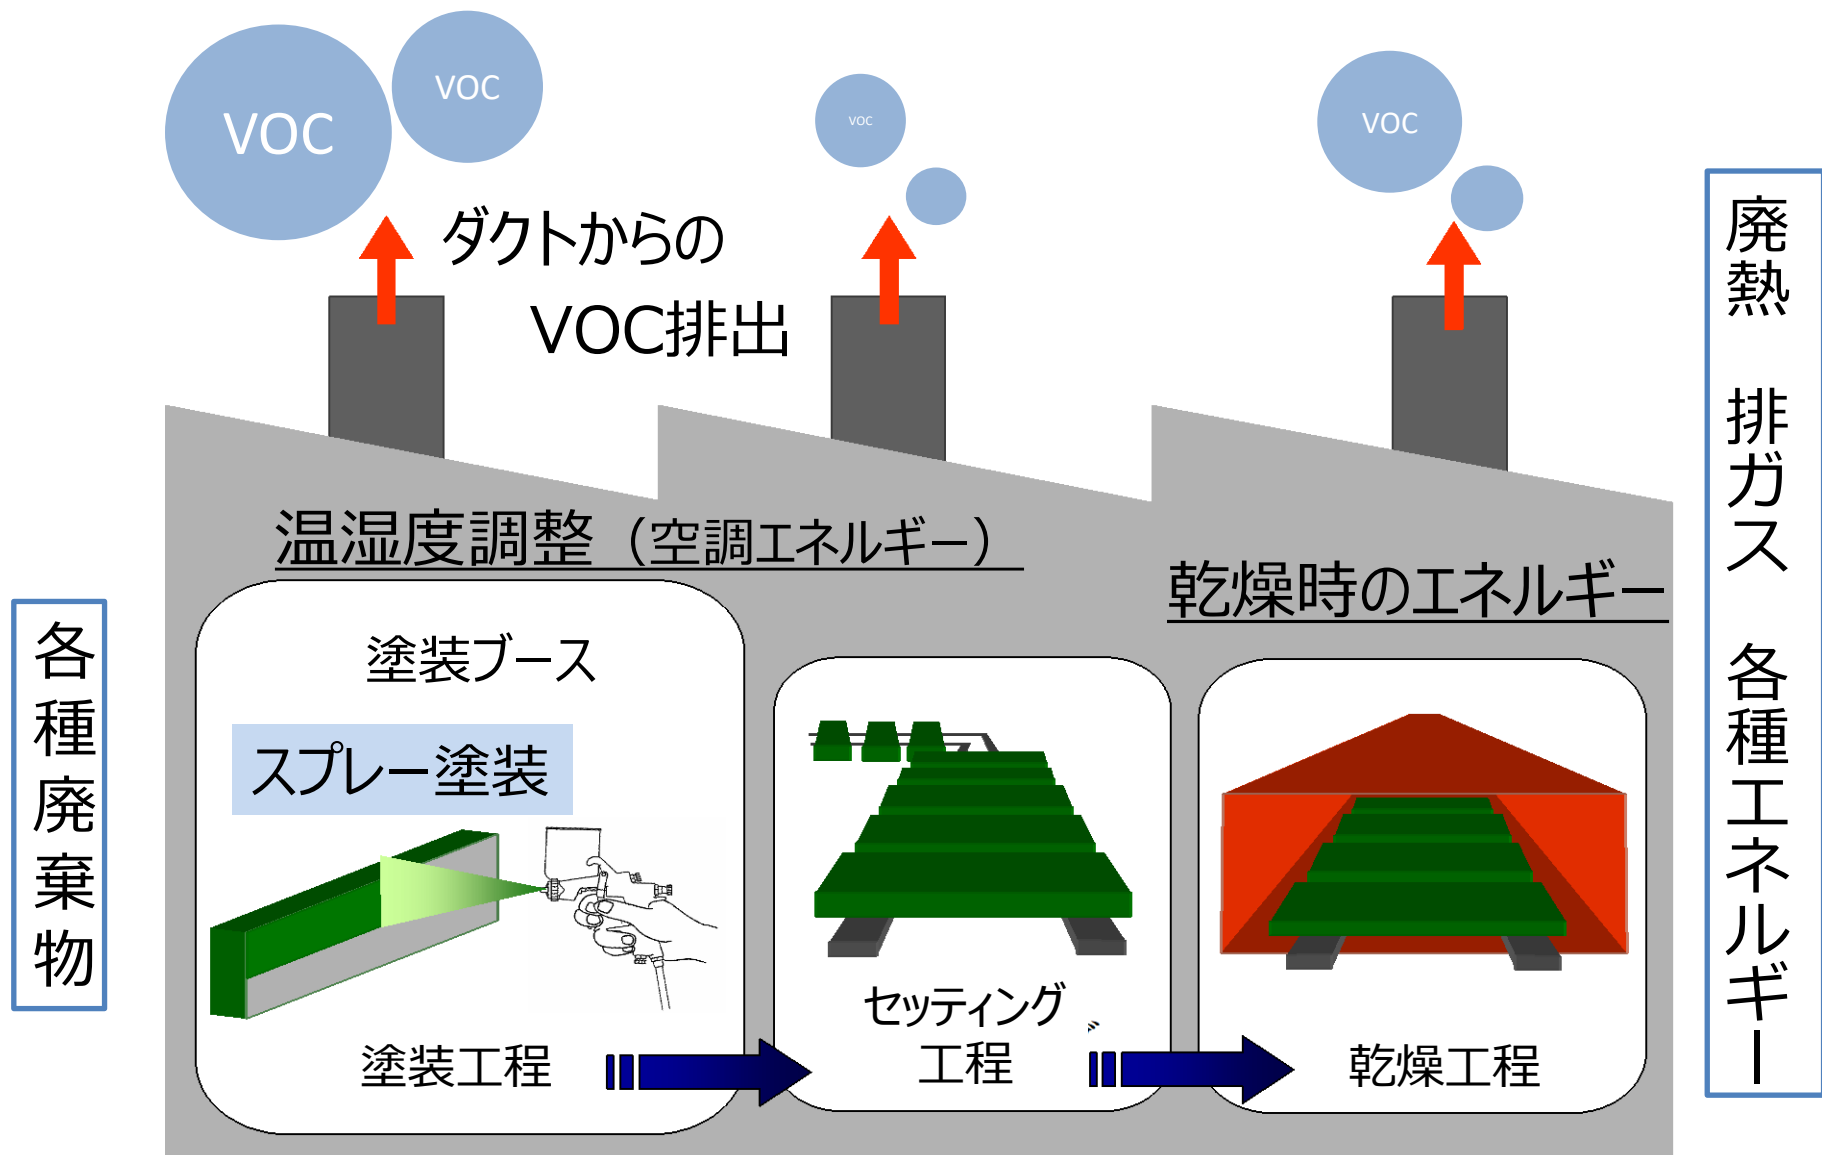 VOC
VOC
VOC
VOC
ダクトからの
VOC排出
温湿度調整（空調エネルギー）
乾燥時のエネルギー
塗装ブース
スプレー塗装
塗装工程
セッティング
工程
乾燥工程
各種廃棄物
廃熱　排ガス　各種エネルギー